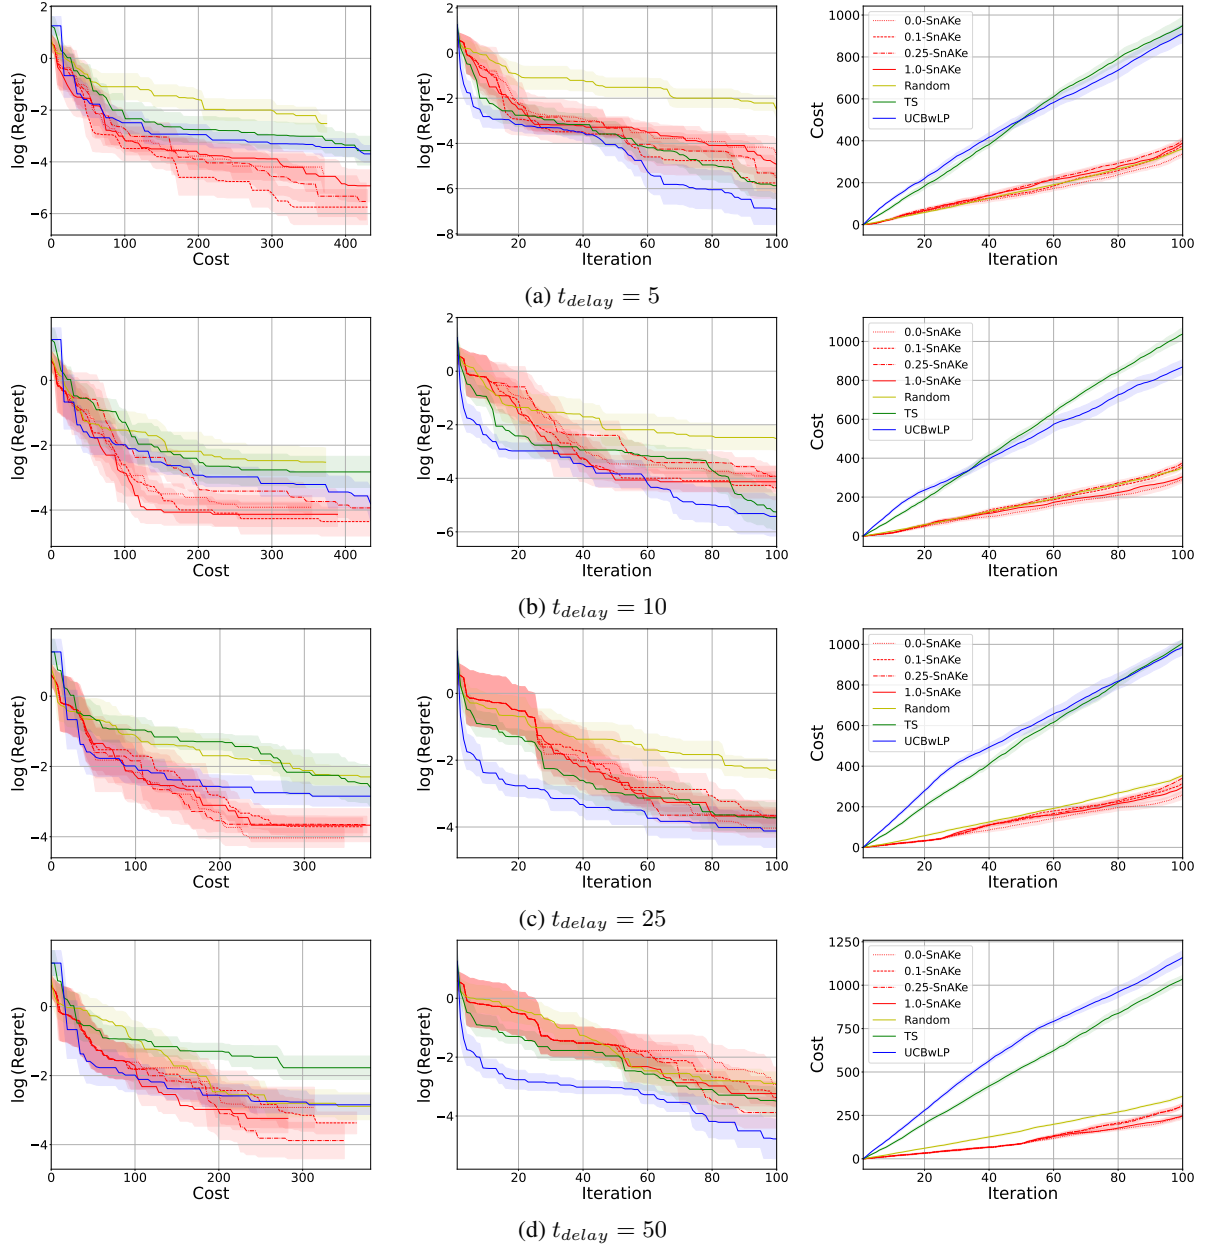 2
0
−2
−4
−6
log (Regret)
0 100 200 300 400
Cost
2
0
−2
−4
−6
−8
log (Regret)
20 40 60 80 100
Iteration
1000
800
600
400
200
0
Cost
0.0-SnAKe
0.1-SnAKe
0.25-SnAKe
1.0-SnAKe
Random
TS
UCBwLP
20 40 60 80 100
Iteration
(a) t_delay = 5
0
−2
−4
log (Regret)
0 100 200 300 400
Cost
2
0
−2
−4
−6
log (Regret)
20 40 60 80 100
Iteration
1000
800
600
400
200
0
Cost
0.0-SnAKe
0.1-SnAKe
0.25-SnAKe
1.0-SnAKe
Random
TS
UCBwLP
20 40 60 80 100
Iteration
(b) t_delay = 10
0
−2
−4
log (Regret)
0 100 200 300
Cost
0
−2
−4
log (Regret)
20 40 60 80 100
Iteration
1000
800
600
400
200
0
Cost
0.0-SnAKe
0.1-SnAKe
0.25-SnAKe
1.0-SnAKe
Random
TS
UCBwLP
20 40 60 80 100
Iteration
(c) t_delay = 25
0
−2
−4
log (Regret)
0 100 200 300
Cost
0
−2
−4
log (Regret)
20 40 60 80 100
Iteration
1250
1000
750
500
250
0
Cost
0.0-SnAKe
0.1-SnAKe
0.25-SnAKe
1.0-SnAKe
Random
TS
UCBwLP
20 40 60 80 100
Iteration
(d) t_delay = 50